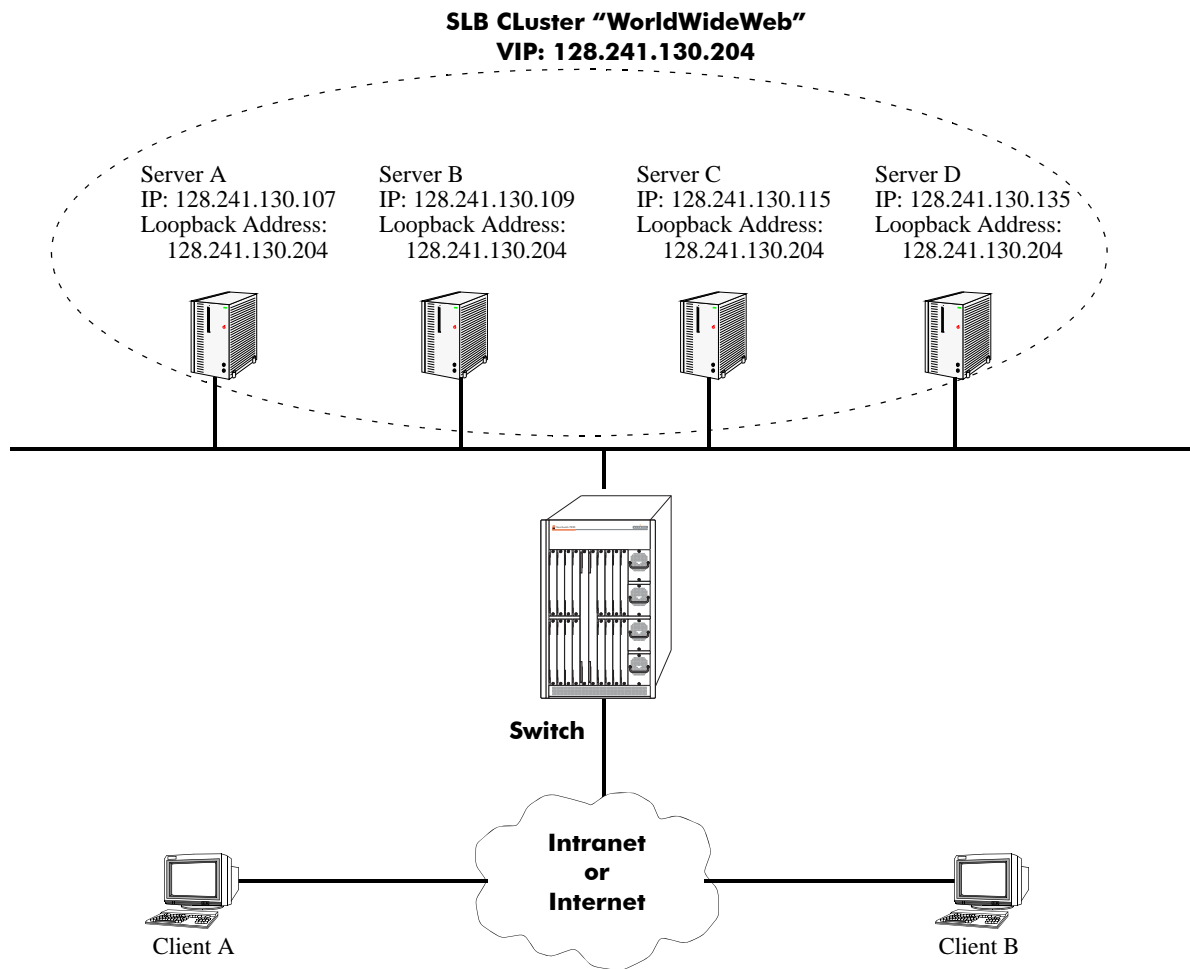 SLB CLuster “WorldWideWeb”
VIP: 128.241.130.204
Server A
IP: 128.241.130.107
Loopback Address:
128.241.130.204
Server B
IP: 128.241.130.109
Loopback Address:
128.241.130.204
Server C
IP: 128.241.130.115
Loopback Address:
128.241.130.204
Server D
IP: 128.241.130.135
Loopback Address:
128.241.130.204
Switch
Intranet
or
Internet
Client A
Client B